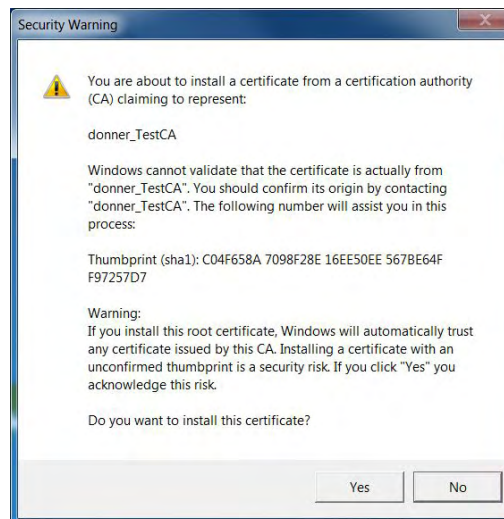 Security Warning
You are about to install a certificate from a certification authority
(CA) claiming to represent:
donner_TestCA
Windows cannot validate that the certificate is actually from
"donner_TestCA". You should confirm its origin by contacting
"donner_TestCA". The following number will assist you in this
process:
Thumbprint (sha1): C04F658A 7098F28E 16EE50EE 567BE64F
F97257D7
Warning:
If you install this root certificate, Windows will automatically trust
any certificate issued by this CA. Installing a certificate with an
unconfirmed thumbprint is a security risk. If you click "Yes" you
acknowledge this risk.
Do you want to install this certificate?
Yes No